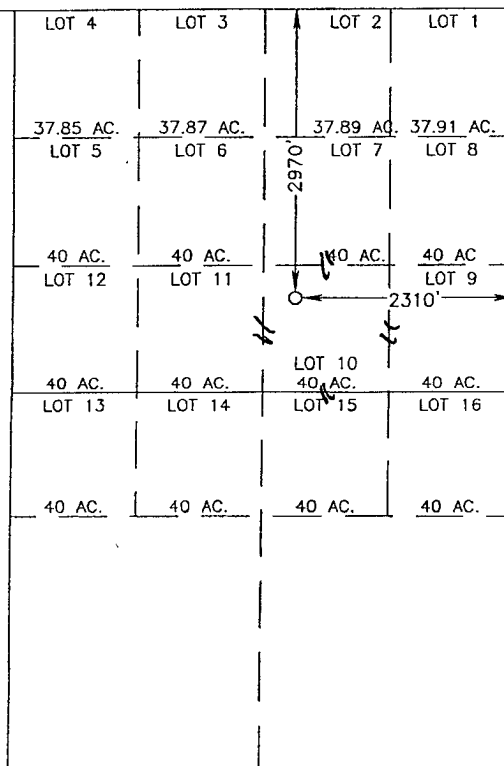 LOT 4 LOT 3 LOT 2 LOT 1
37.85 AC. 37.87 AC. 37.89 AC. 37.91 AC.
LOT 5 LOT 6 LOT 7 LOT 8
2970'
40 AC. 40 AC. 40 AC. 40 AC
LOT 12 LOT 11 LOT 9
2310'
LOT 10
40 AC. 40 AC. 40 AC. 40 AC.
LOT 13 LOT 14 LOT 15 LOT 16
40 AC. 40 AC. 40 AC. 40 AC.